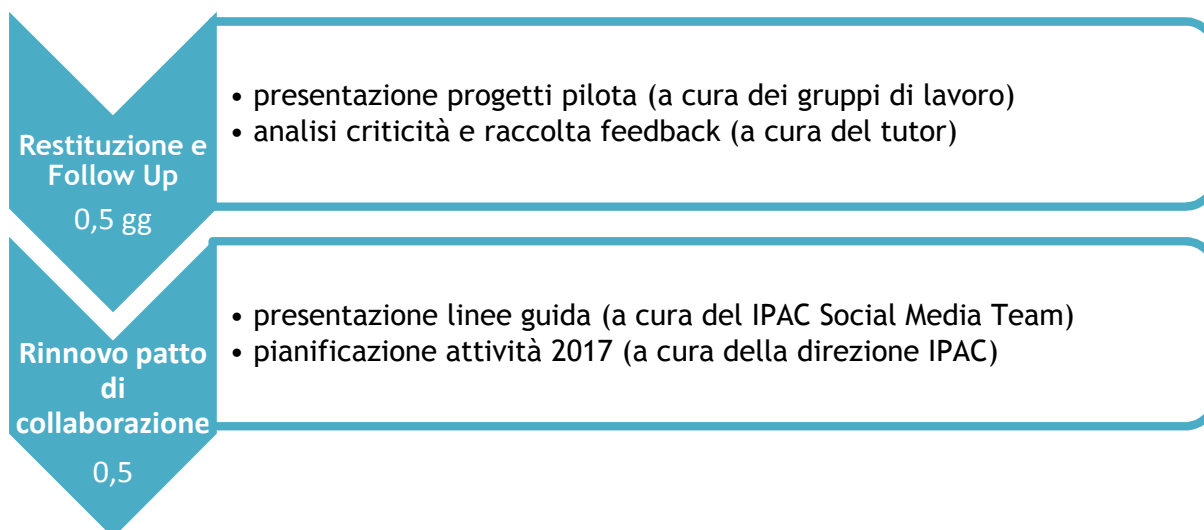 Restituzione e
Follow Up
0,5 gg
• presentazione progetti pilota (a cura dei gruppi di lavoro)
• analisi criticità e raccolta feedback (a cura del tutor)
Rinnovo patto
di
collaborazione
0,5
• presentazione linee guida (a cura del IPAC Social Media Team)
• pianificazione attività 2017 (a cura della direzione IPAC)